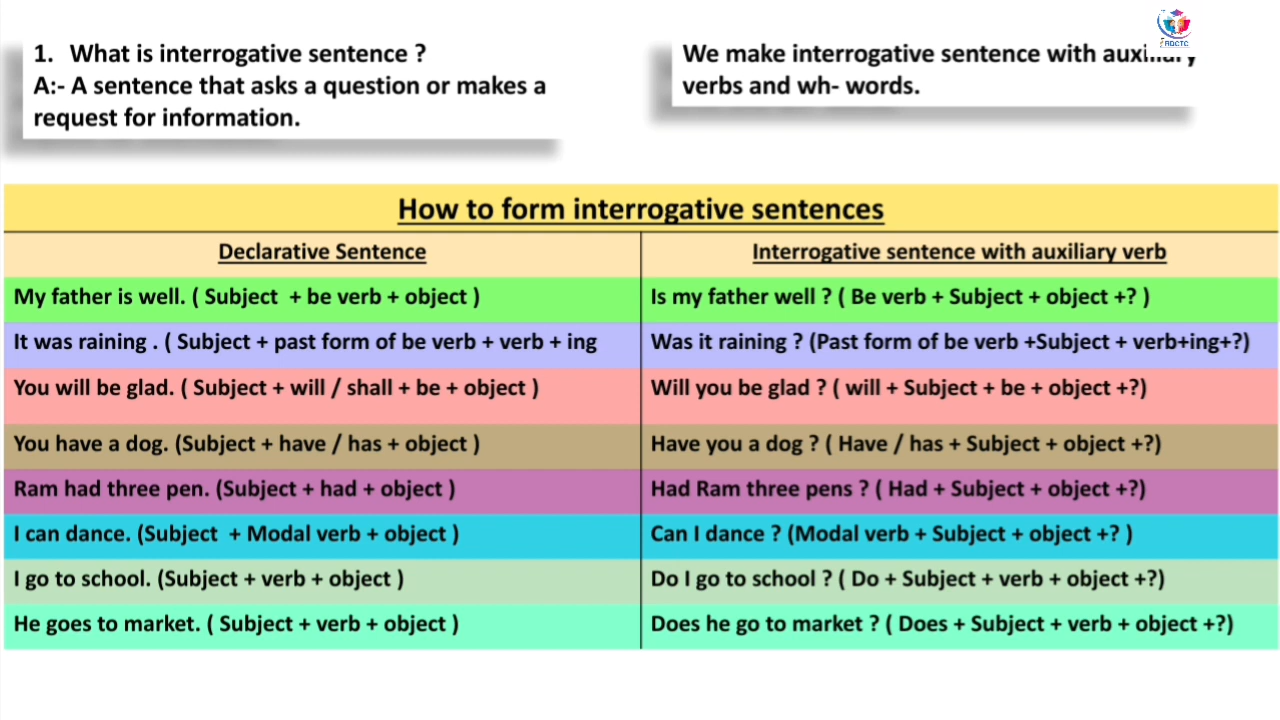 1. What is interrogative sentence ?
A:- A sentence that asks a question or makes a
request for information.
We make interrogative sentence with auxiliary
verbs and wh- words.
How to form interrogative sentences
Declarative Sentence
Interrogative sentence with auxiliary verb
My father is well. ( Subject + be verb + object )
Is my father well ? ( Be verb + Subject + object +? )
It was raining . ( Subject + past form of be verb + verb + ing
Was it raining ? (Past form of be verb +Subject + verb+ing+?)
You will be glad. ( Subject + will / shall + be + object )
Will you be glad ? ( will + Subject + be + object +?)
You have a dog. (Subject + have / has + object )
Have you a dog ? ( Have / has + Subject + object +?)
Ram had three pen. (Subject + had + object )
Had Ram three pens ? ( Had + Subject + object +?)
I can dance. (Subject + Modal verb + object )
Can I dance ? (Modal verb + Subject + object +? )
I go to school. (Subject + verb + object )
Do I go to school ? ( Do + Subject + verb + object +?)
He goes to market. ( Subject + verb + object )
Does he go to market ? ( Does + Subject + verb + object +?)